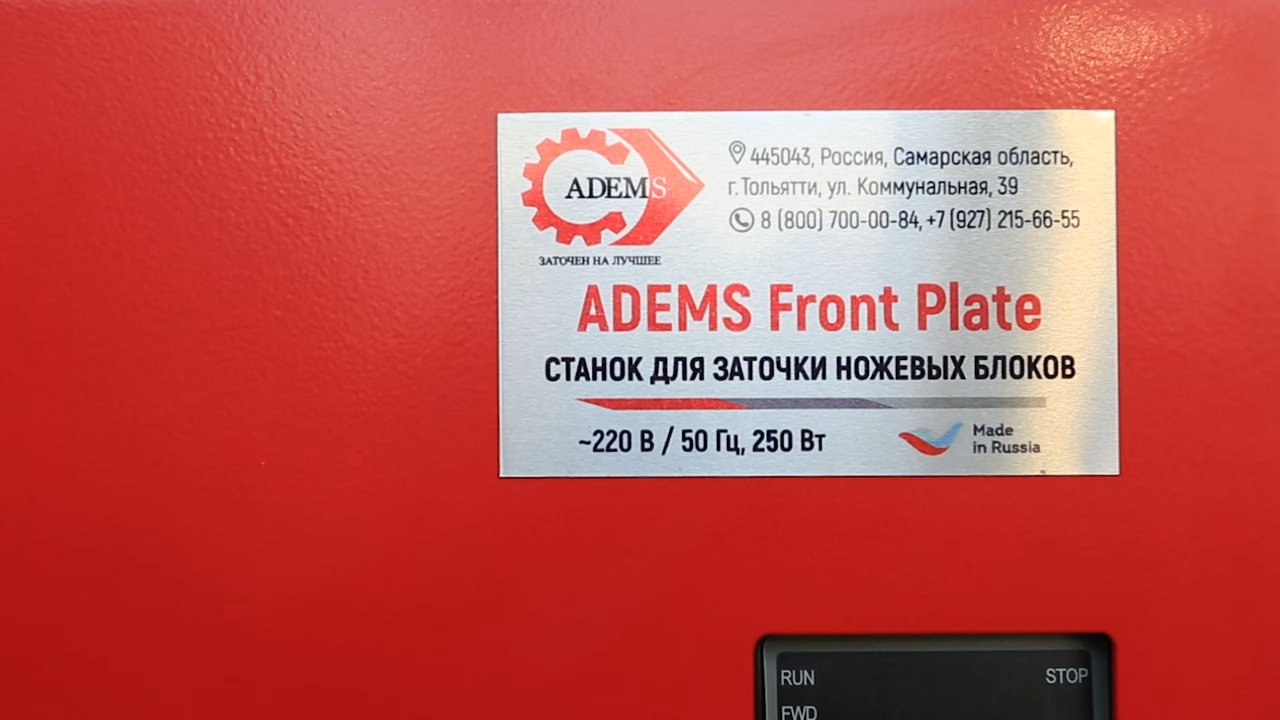 ADEMS
ЗАТОЧЕН НА ЛУЧШЕЕ
445043, Россия, Самарская область,
г. Тольятти, ул. Коммунальная, 39
8 (800) 700-00-84, +7 (927) 215-66-55
ADEMS Front Plate
СТАНОК ДЛЯ ЗАТОЧКИ НОЖЕВЫХ БЛОКОВ
~220 В / 50 Гц, 250 Вт
Made
in Russia
RUN STOP
FWD